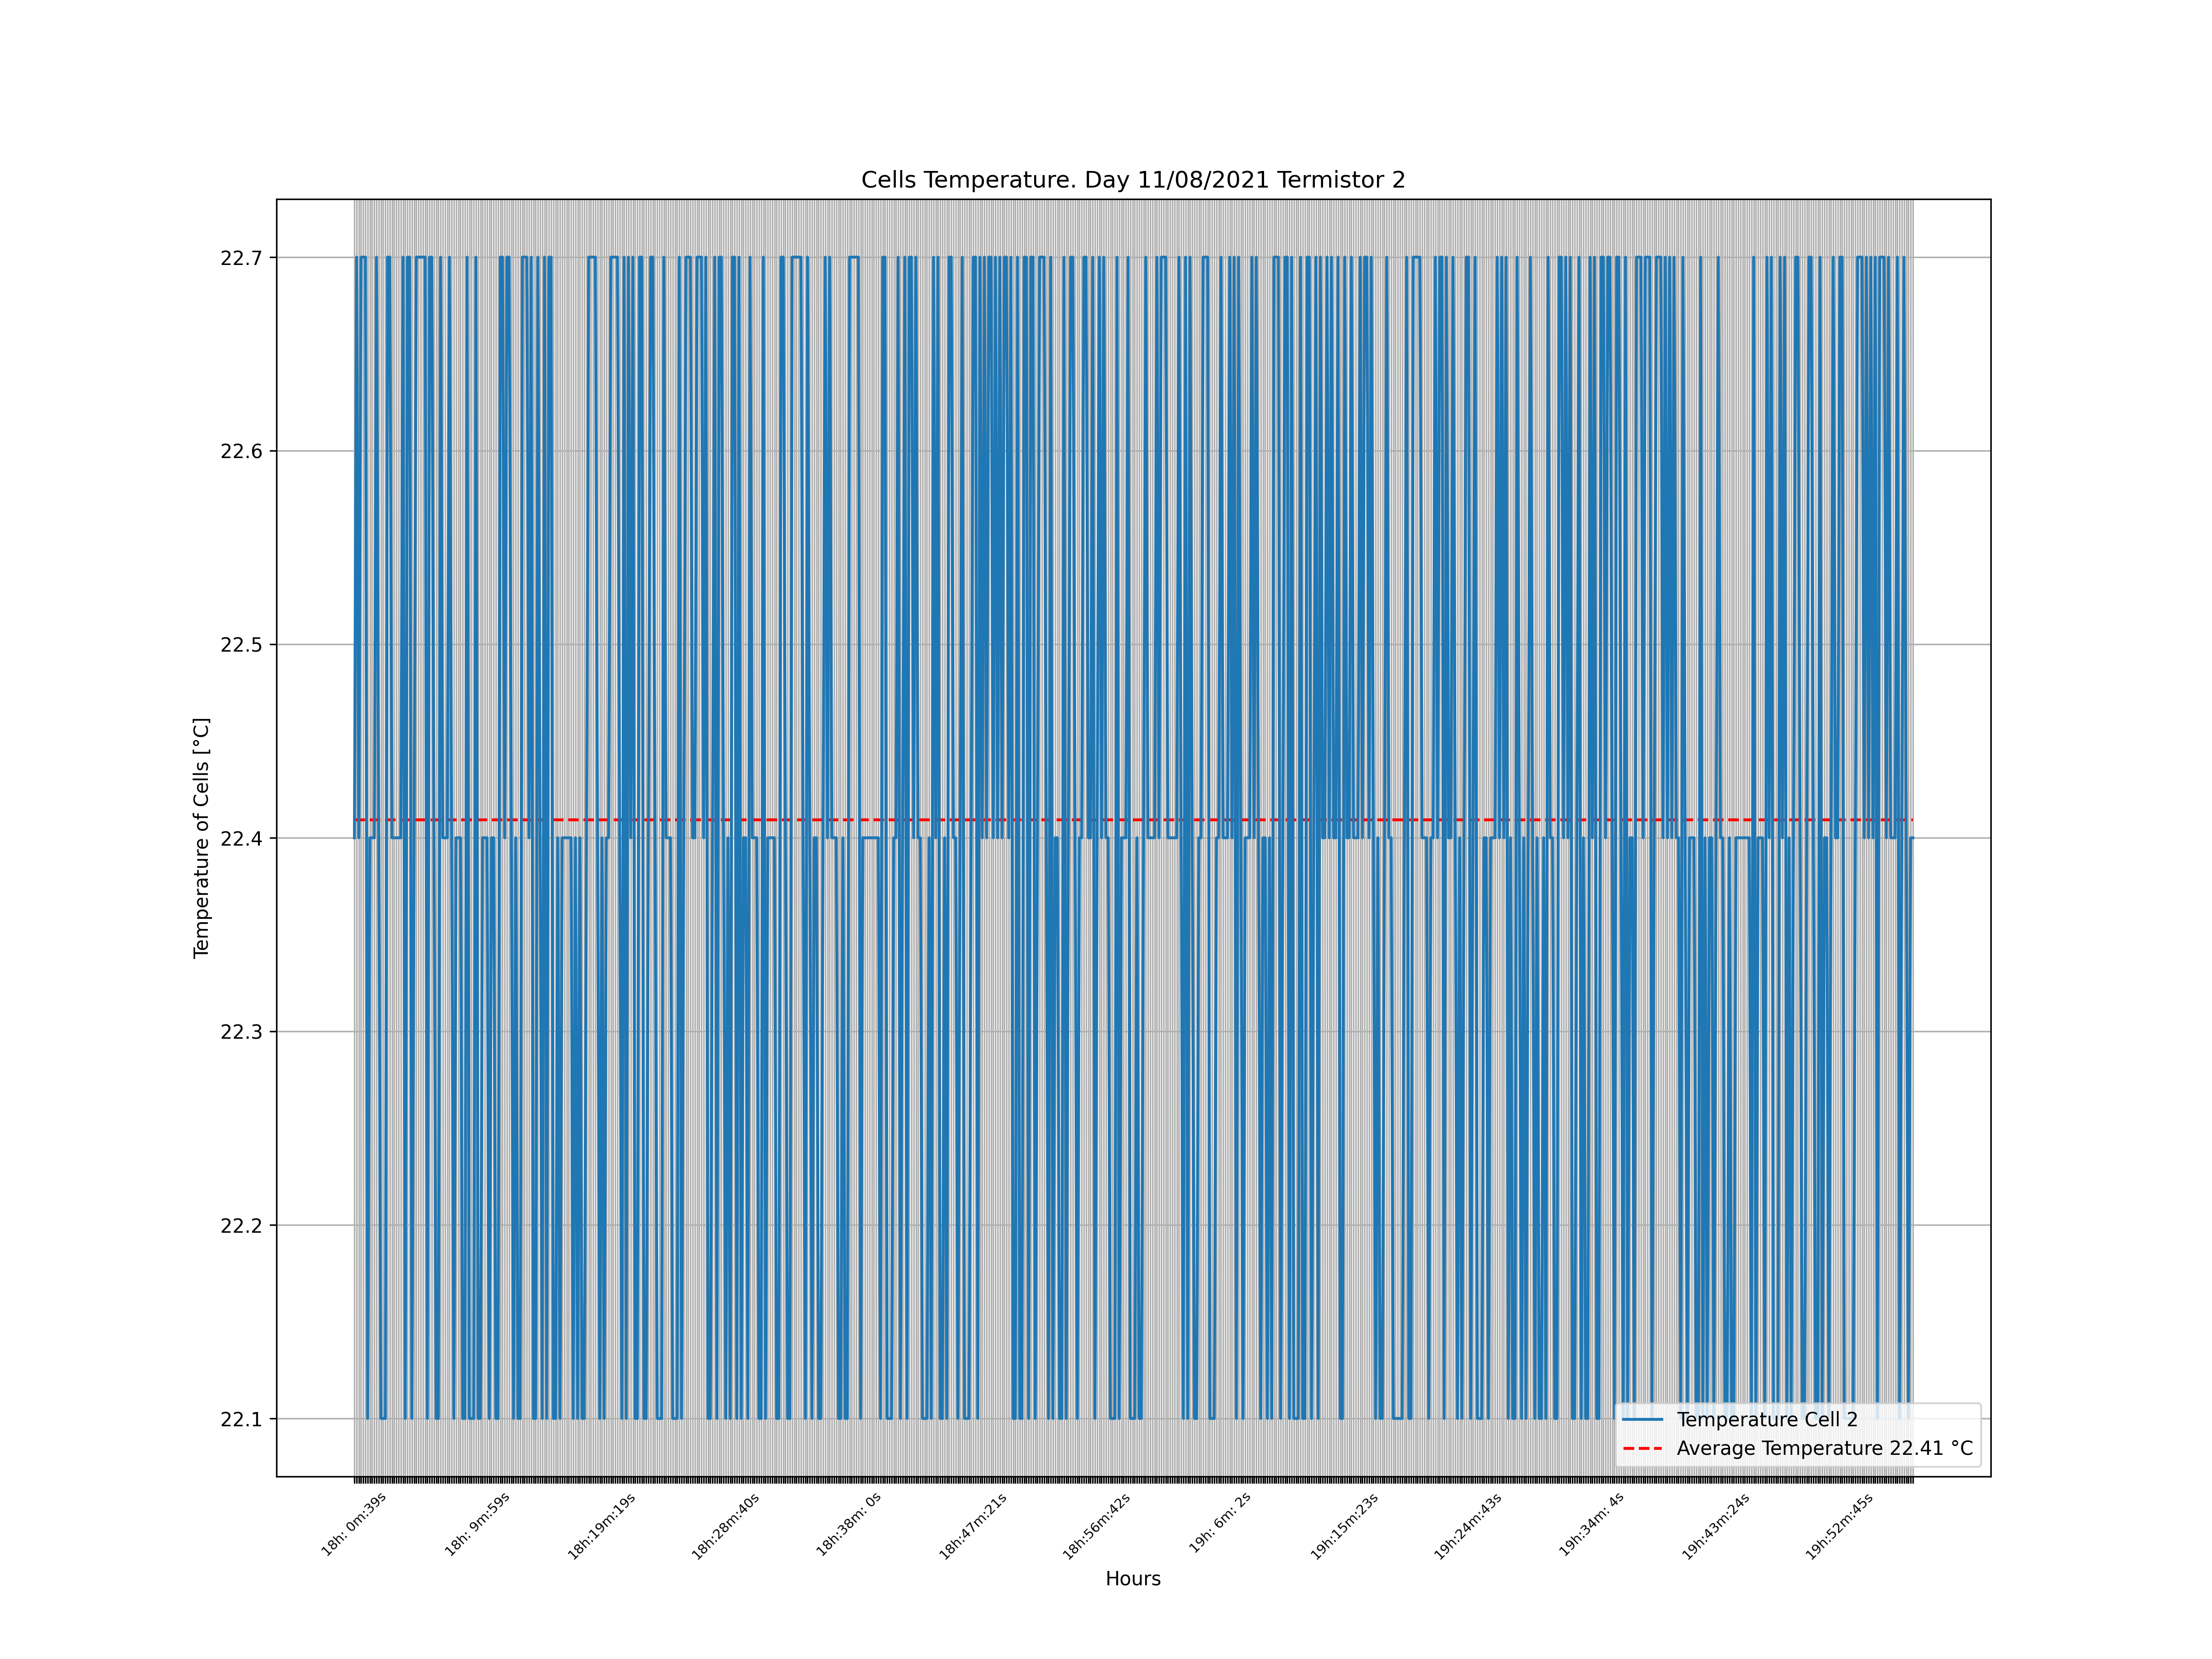 Cells Temperature. Day 11/08/2021 Termistor 2
Temperature of Cells [°C]
22.7
22.6
22.5
22.4
22.3
22.2
22.1
Temperature Cell 2
Average Temperature 22.41 °C
18h: 0m:39s
18h: 9m:59s
18h:19m:19s
18h:28m:40s
18h:38m: 0s
18h:47m:21s
18h:56m:42s
19h: 6m: 2s
19h:15m:23s
19h:24m:43s
19h:34m: 4s
19h:43m:24s
19h:52m:45s
Hours